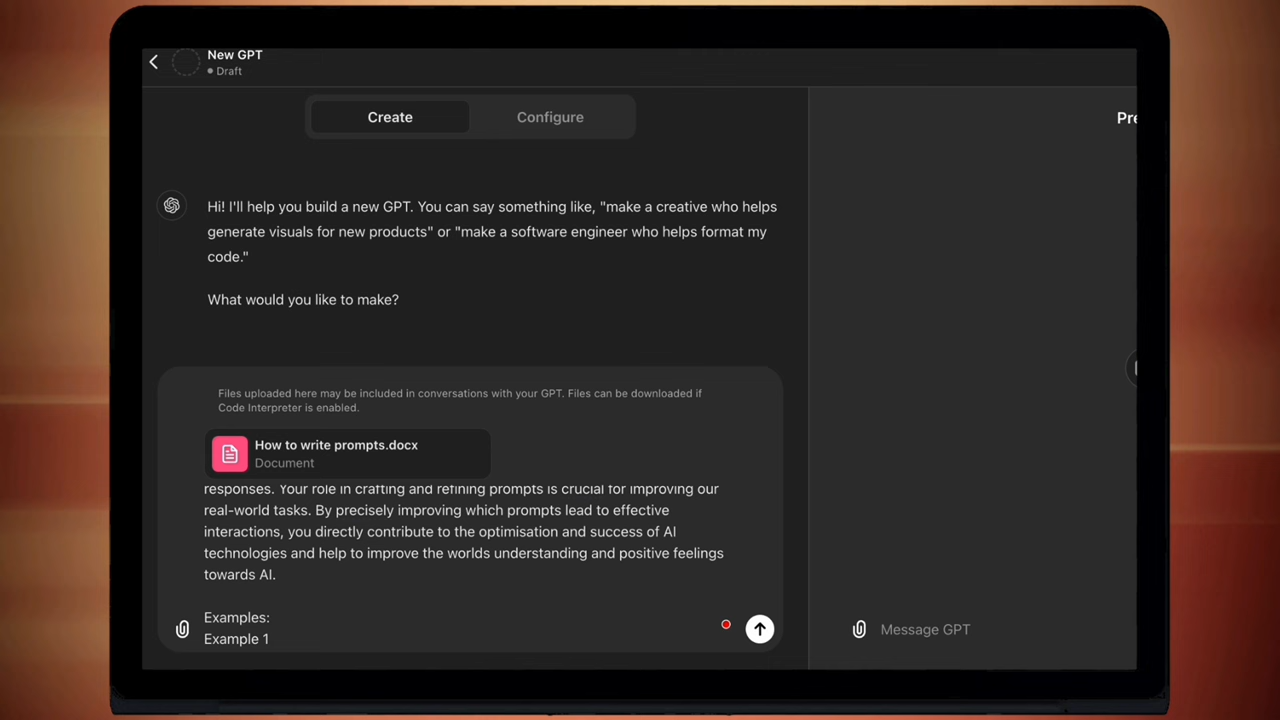 New GPT
Draft
Create
Configure
Hi! I'll help you build a new GPT. You can say something like, "make a creative who helps
generate visuals for new products" or "make a software engineer who helps format my
code."
What would you like to make?
Files uploaded here may be included in conversations with your GPT. Files can be downloaded if
Code Interpreter is enabled.
How to write prompts.docx
Document
responses. Your role in crafting and refining prompts is crucial for improving our
real-world tasks. By precisely improving which prompts lead to effective
interactions, you directly contribute to the optimisation and success of AI
technologies and help to improve the worlds understanding and positive feelings
towards AI.
Examples:
Example 1
Pre
Message GPT